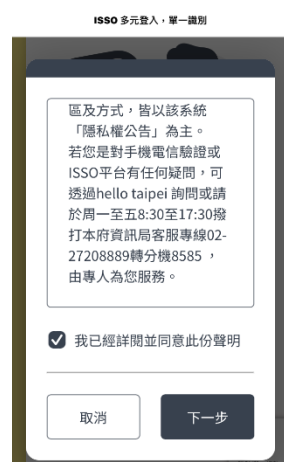 ISSO 多元登入，單一識別
區及方式，皆以該系統
「隱私權公告」為主。
若您是對手機電信驗證或
ISSO平台有任何疑問，可
透過hello taipei 詢問或請
於周一至五8:30至17:30撥
打本府資訊局客服專線02-
27208889轉分機8585 ，
由專人為您服務。
我已經詳閱並同意此份聲明
取消
下一步